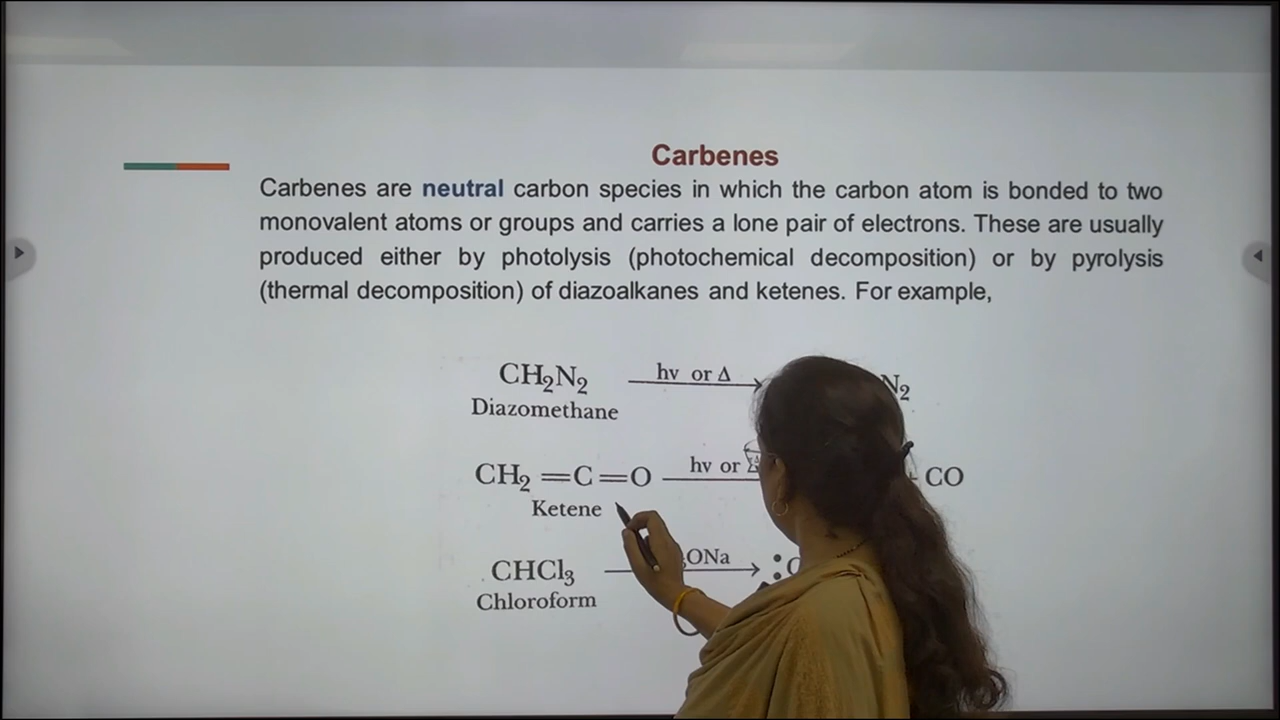 Carbenes
Carbenes are neutral carbon species in which the carbon atom is bonded to two
monovalent atoms or groups and carries a lone pair of electrons. These are usually
produced either by photolysis (photochemical decomposition) or by pyrolysis
(thermal decomposition) of diazoalkanes and ketenes. For example,
CH₂N₂ hv or Δ N₂
Diazomethane
CH₂ =C=O hv or Δ CO
Ketene
CHCl₃ ONa :
Chloroform